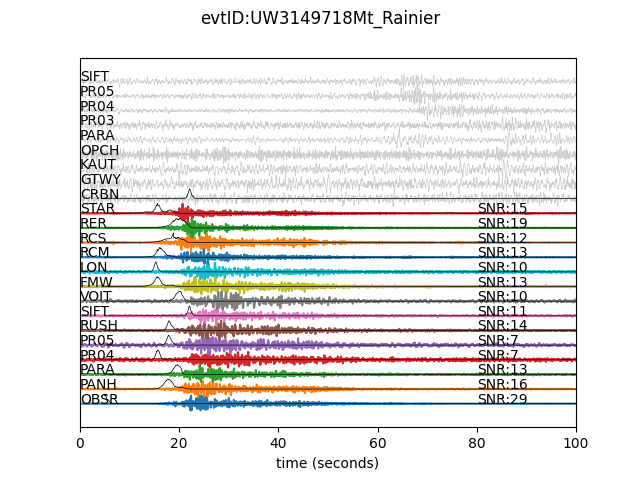 evtID:UW3149718Mt_Rainier
SIFT
PR05
PR04
PR03
PARA
OPCH
KAUT
GTWY
CRBN
STAR SNR:15
RER SNR:19
RCS SNR:12
RCM SNR:13
LON SNR:10
FMW SNR:13
VOIT SNR:10
SIFT SNR:11
RUSH SNR:14
PR05 SNR:7
PR04 SNR:7
PARA SNR:13
PANH SNR:16
OBSR SNR:29
0 20 40 60 80 100
time (seconds)